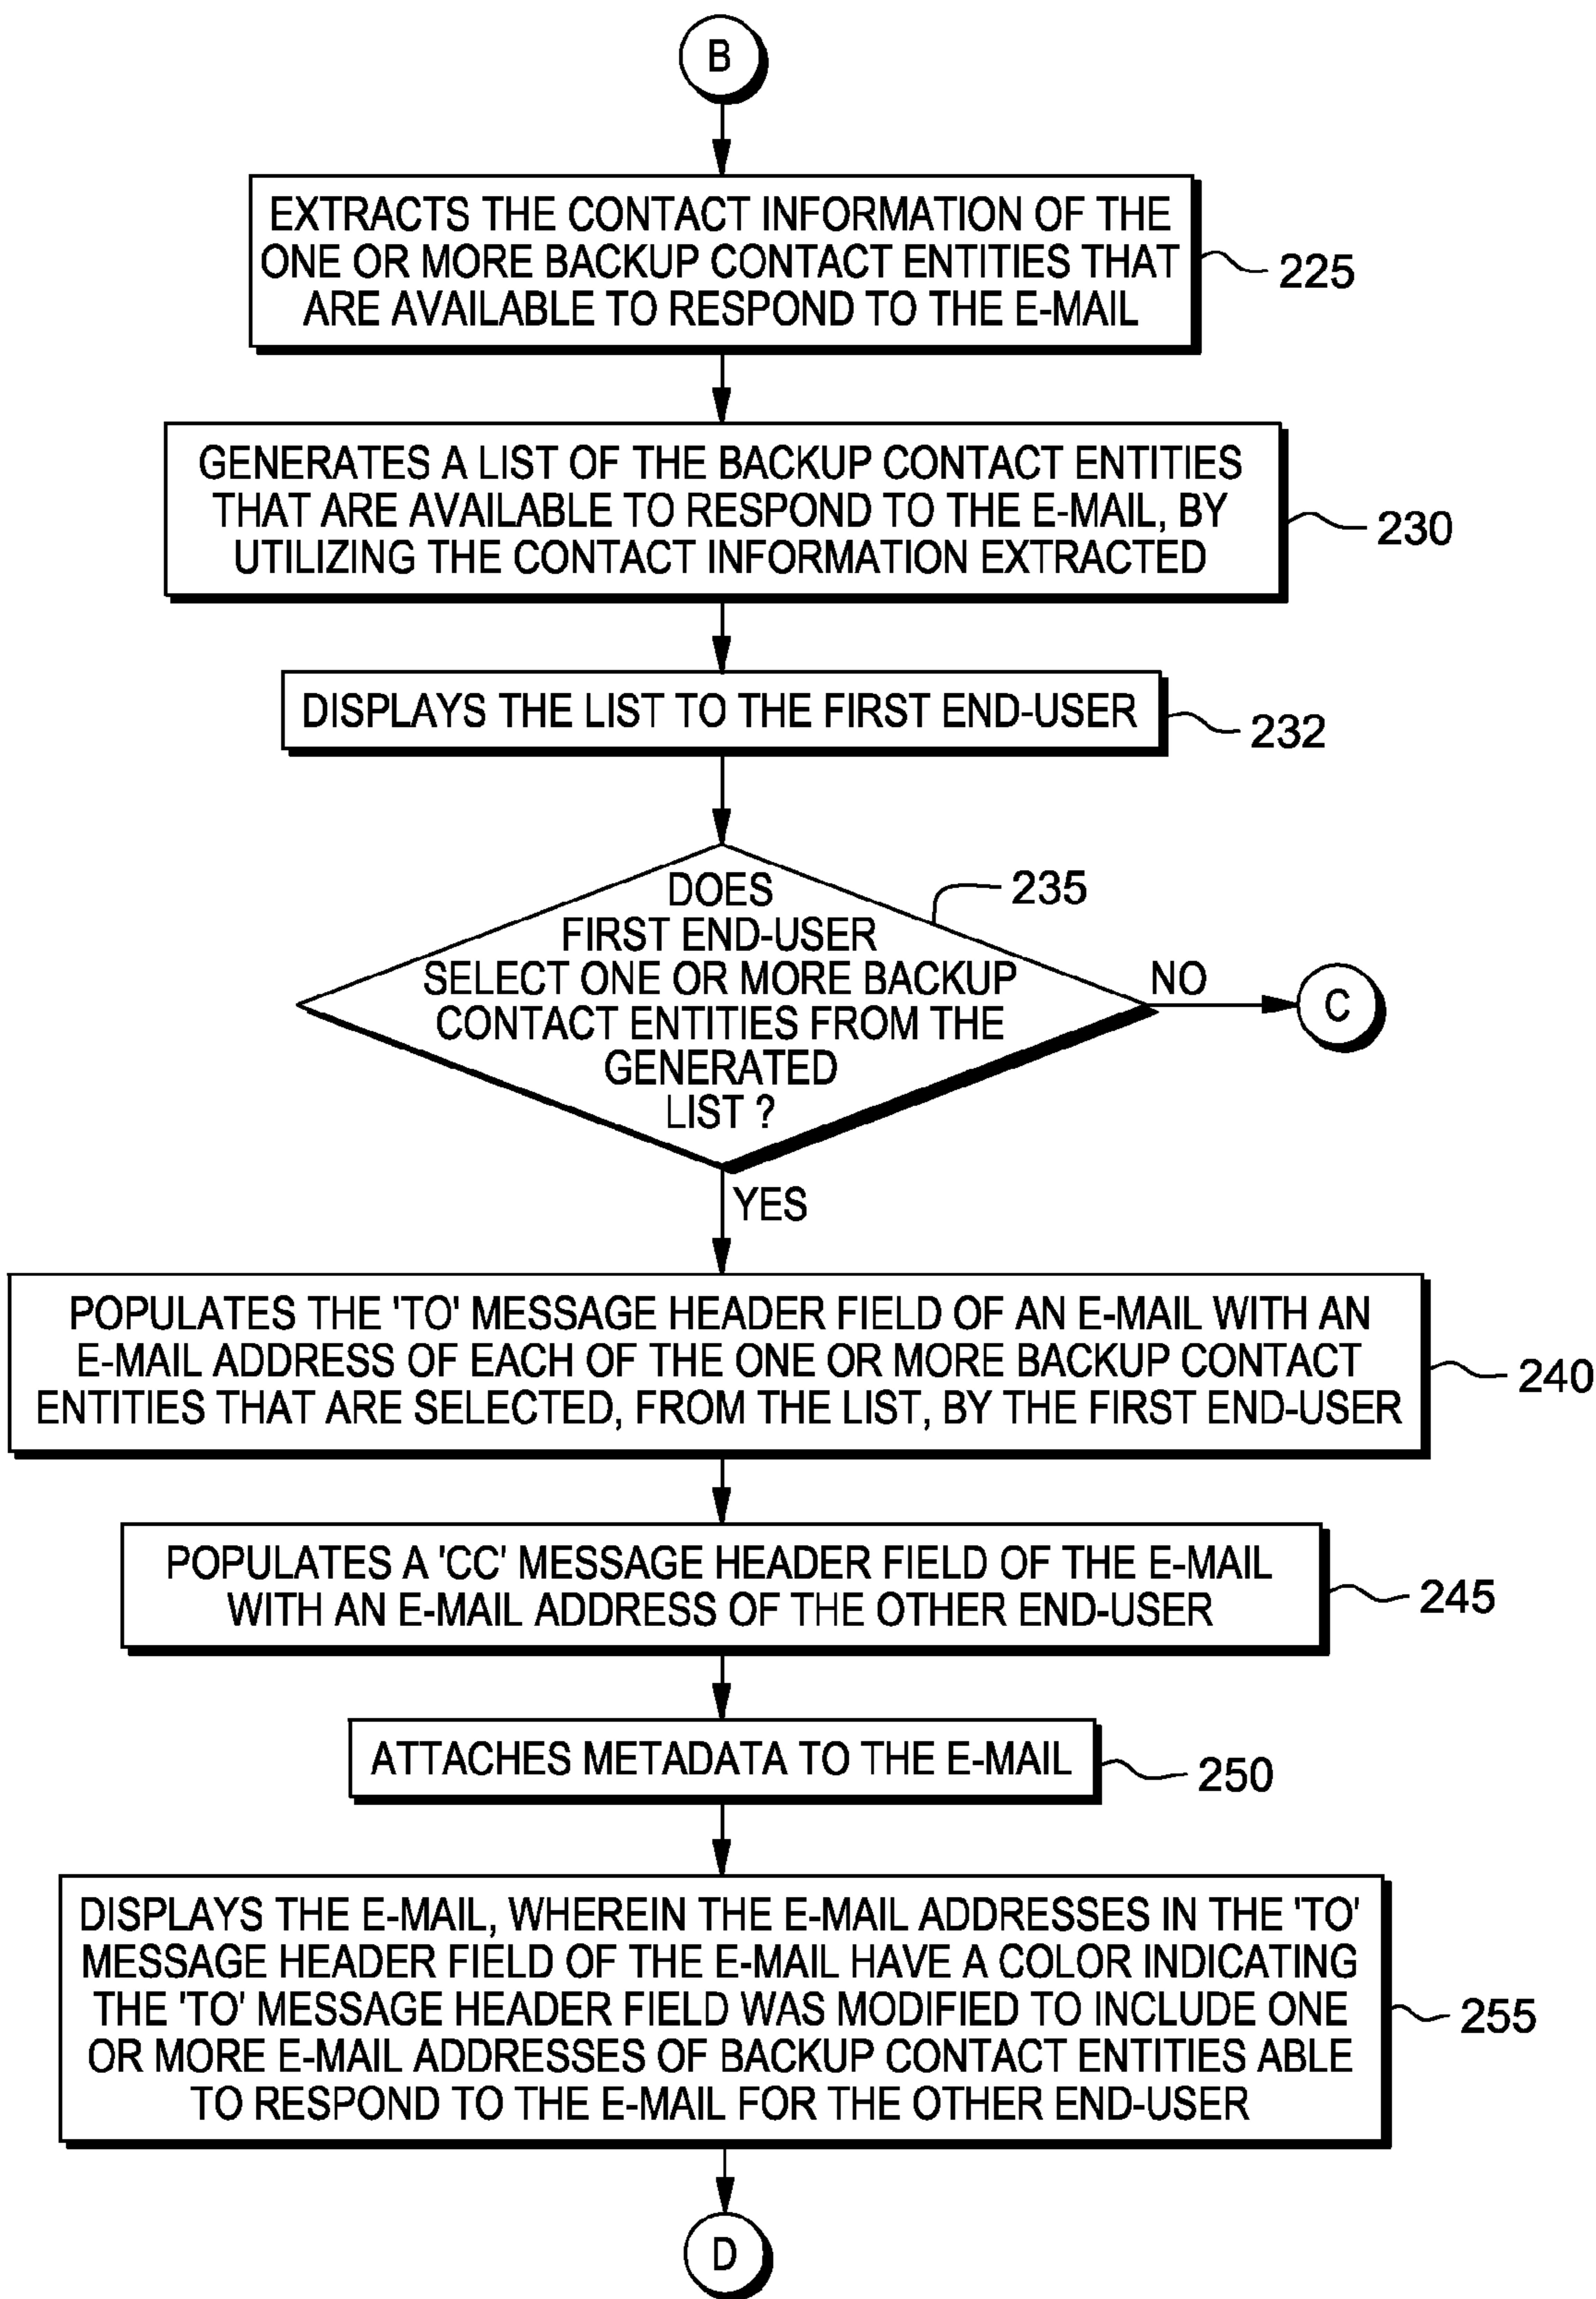 B
EXTRACTS THE CONTACT INFORMATION OF THE
ONE OR MORE BACKUP CONTACT ENTITIES THAT
ARE AVAILABLE TO RESPOND TO THE E-MAIL
225
GENERATES A LIST OF THE BACKUP CONTACT ENTITIES
THAT ARE AVAILABLE TO RESPOND TO THE E-MAIL, BY
UTILIZING THE CONTACT INFORMATION EXTRACTED
230
DISPLAYS THE LIST TO THE FIRST END-USER
232
DOES
FIRST END-USER
SELECT ONE OR MORE BACKUP
CONTACT ENTITIES FROM THE
GENERATED
LIST ?
235
NO
C
YES
POPULATES THE 'TO' MESSAGE HEADER FIELD OF AN E-MAIL WITH AN
E-MAIL ADDRESS OF EACH OF THE ONE OR MORE BACKUP CONTACT
ENTITIES THAT ARE SELECTED, FROM THE LIST, BY THE FIRST END-USER
240
POPULATES A 'CC' MESSAGE HEADER FIELD OF THE E-MAIL
WITH AN E-MAIL ADDRESS OF THE OTHER END-USER
245
ATTACHES METADATA TO THE E-MAIL
250
DISPLAYS THE E-MAIL, WHEREIN THE E-MAIL ADDRESSES IN THE 'TO'
MESSAGE HEADER FIELD OF THE E-MAIL HAVE A COLOR INDICATING
THE 'TO' MESSAGE HEADER FIELD WAS MODIFIED TO INCLUDE ONE
OR MORE E-MAIL ADDRESSES OF BACKUP CONTACT ENTITIES ABLE
TO RESPOND TO THE E-MAIL FOR THE OTHER END-USER
255
D